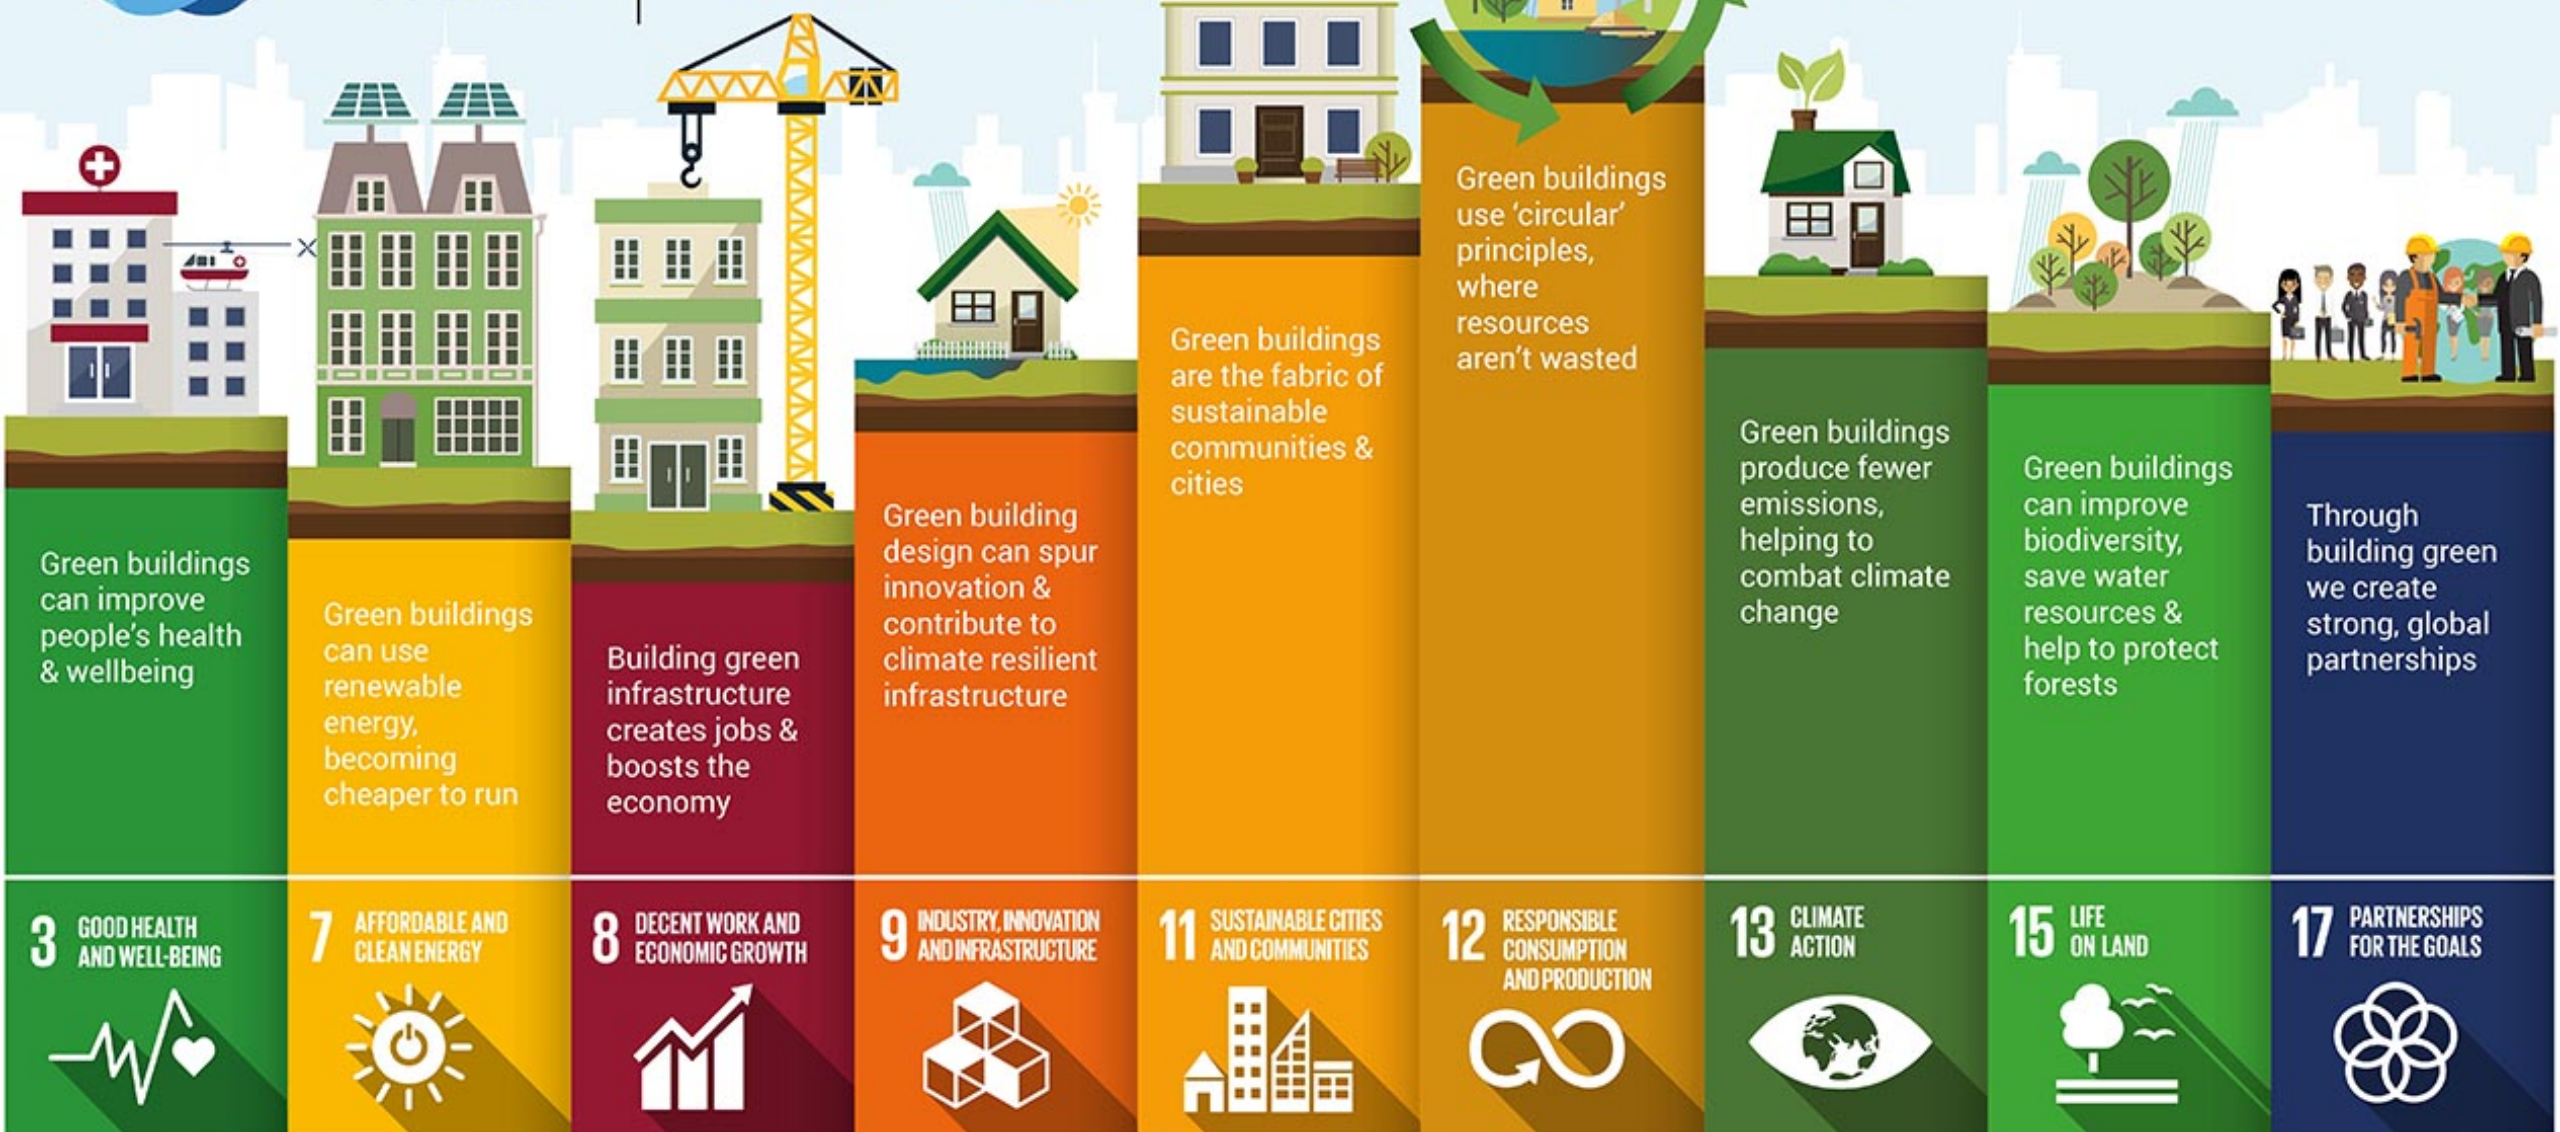 Green buildings
can improve
people's health
& wellbeing
Green buildings
can use
renewable
energy,
becoming
cheaper to run
Building green
infrastructure
creates jobs &
boosts the
economy
Green building
design can spur
innovation &
contribute to
climate resilient
infrastructure
Green buildings
are the fabric of
sustainable
communities &
cities
Green buildings
use ‘circular’
principles,
where
resources
aren't wasted
Green buildings
produce fewer
emissions,
helping to
combat climate
change
Green buildings
can improve
biodiversity,
save water
resources &
help to protect
forests
Through
building green
we create
strong, global
partnerships
3 GOOD HEALTH
AND WELL-BEING
7 AFFORDABLE AND
CLEAN ENERGY
8 DECENT WORK AND
ECONOMIC GROWTH
9 INDUSTRY, INNOVATION
AND INFRASTRUCTURE
11 SUSTAINABLE CITIES
AND COMMUNITIES
12 RESPONSIBLE
CONSUMPTION
AND PRODUCTION
13 CLIMATE
ACTION
15 LIFE
ON LAND
17 PARTNERSHIPS
FOR THE GOALS